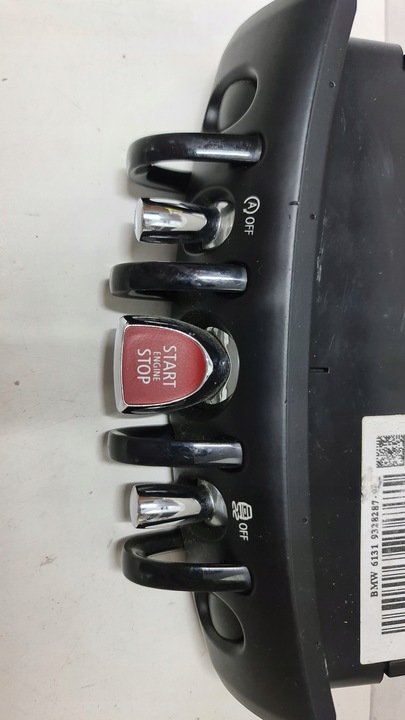 (A) OFF
START
ENGINE
STOP
OFF
BMW 6131 9328287